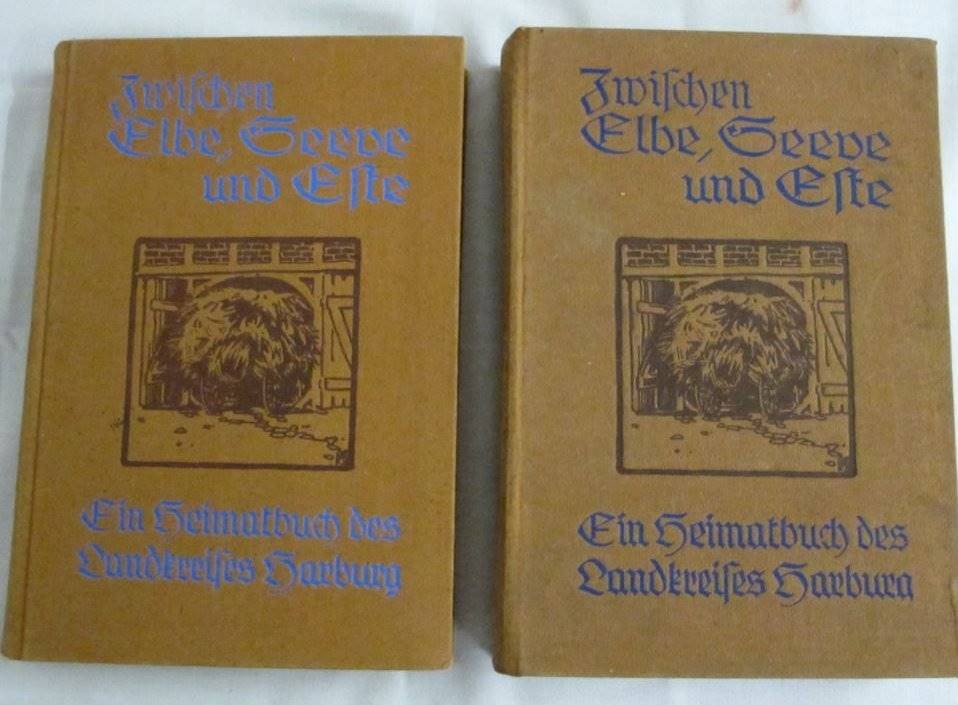 Zwiſchen
Elbe, Seeve
und Eſte
Ein Heimatbuch des
Landkreiſes Harburg
Zwiſchen
Elbe, Seeve
und Eſte
Ein Heimatbuch des
Landkreiſes Harburg